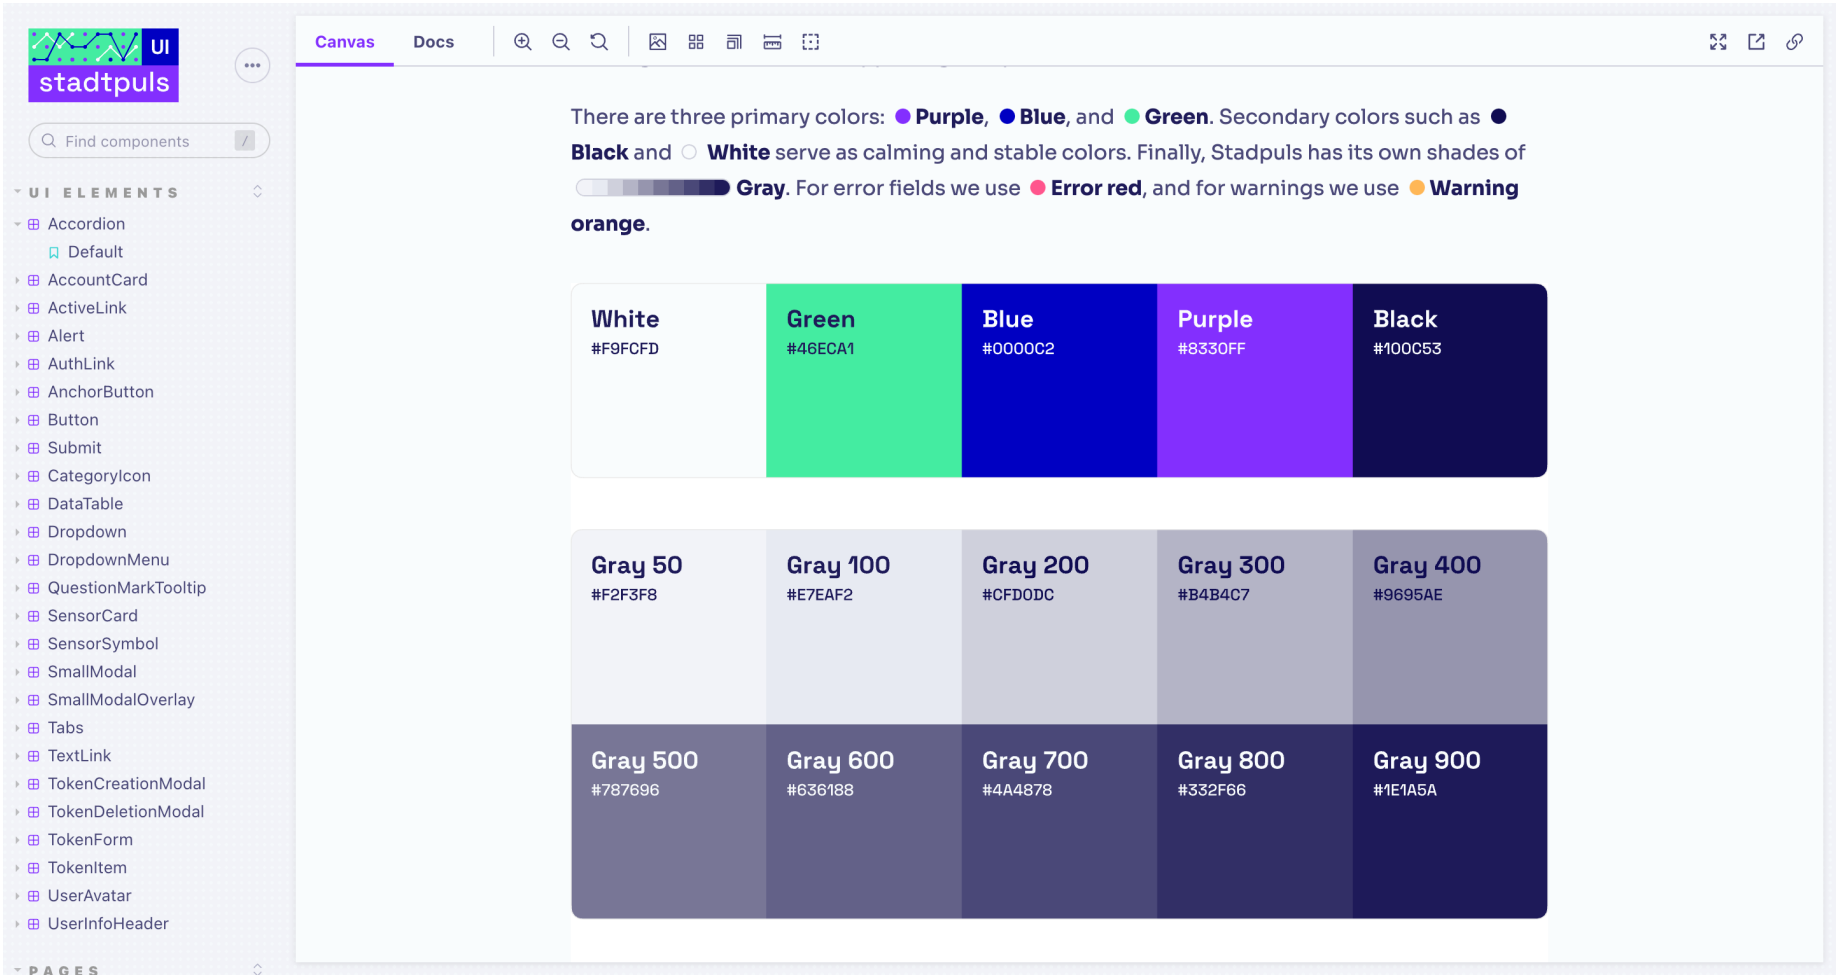 UI
stadtpuls
Find components
/
UI ELEMENTS
Accordion
Default
AccountCard
ActiveLink
Alert
AuthLink
AnchorButton
Button
Submit
CategoryIcon
DataTable
Dropdown
DropdownMenu
QuestionMarkTooltip
SensorCard
SensorSymbol
SmallModal
SmallModalOverlay
Tabs
TextLink
TokenCreationModal
TokenDeletionModal
TokenForm
TokenItem
UserAvatar
UserInfoHeader
PAGES
Canvas Docs
There are three primary colors: Purple, Blue, and Green. Secondary colors such as
Black and White serve as calming and stable colors. Finally, Stadpuls has its own shades of
Gray. For error fields we use Error red, and for warnings we use Warning
orange.
White Green Blue Purple Black
#F9FCFD #46ECA1 #0000C2 #8330FF #100C53
Gray 50 Gray 100 Gray 200 Gray 300 Gray 400
#F2F3F8 #E7EAF2 #CFD0DC #B4B4C7 #9695AE
Gray 500 Gray 600 Gray 700 Gray 800 Gray 900
#787696 #636188 #4A4878 #332F66 #1E1A5A